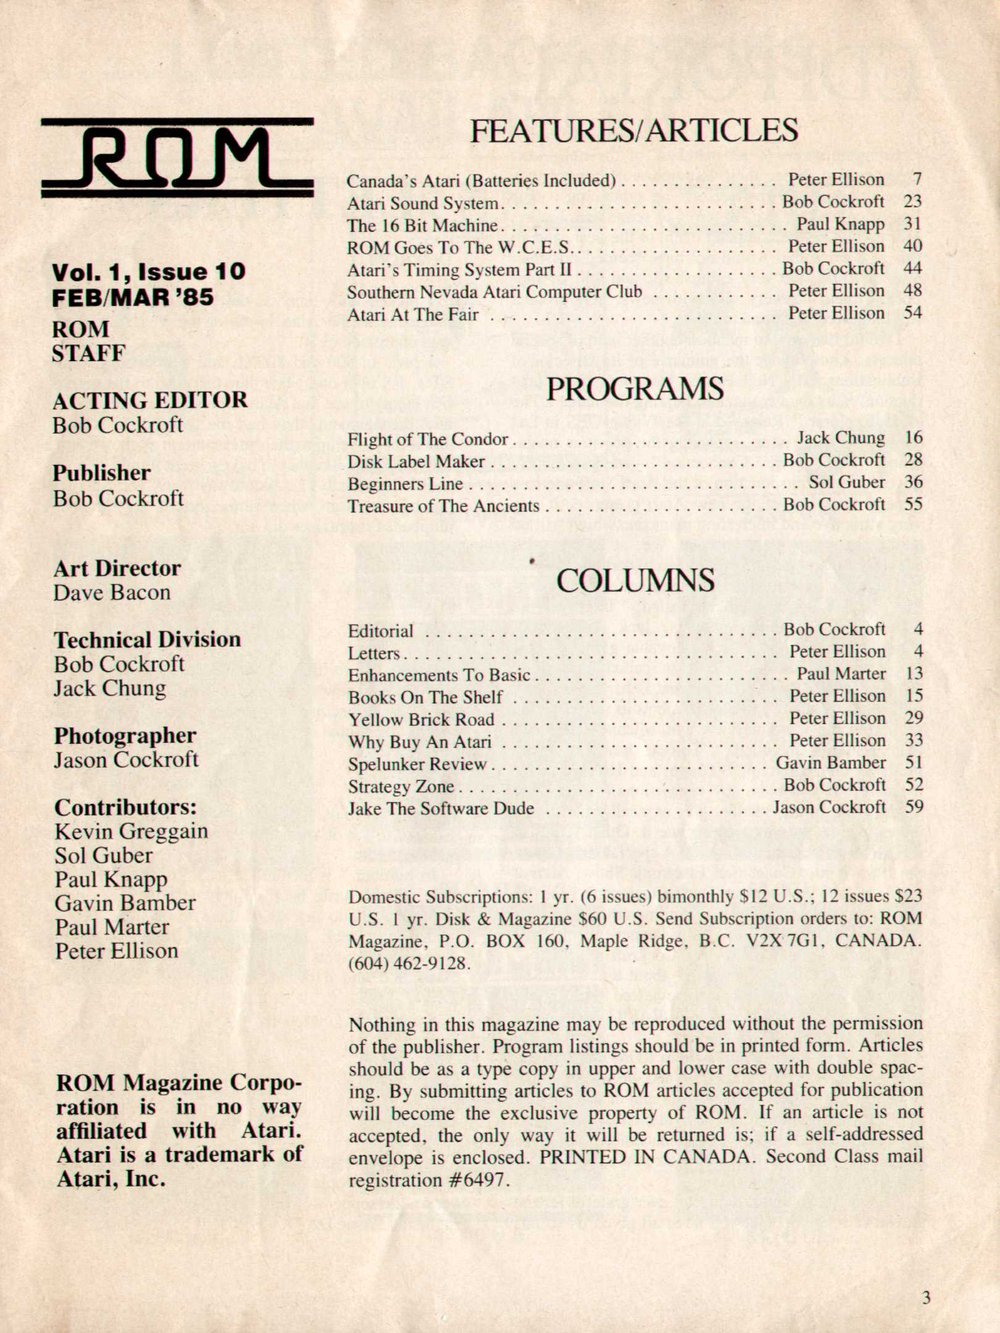 ROM
Vol. 1, Issue 10
FEB/MAR '85
ROM
STAFF
ACTING EDITOR
Bob Cockroft
Publisher
Bob Cockroft
Art Director
Dave Bacon
Technical Division
Bob Cockroft
Jack Chung
Photographer
Jason Cockroft
Contributors:
Kevin Greggain
Sol Guber
Paul Knapp
Gavin Bamber
Paul Marter
Peter Ellison
ROM Magazine Corpo-
ration is in no way
affiliated with Atari.
Atari is a trademark of
Atari, Inc.
FEATURES/ARTICLES
Canada's Atari (Batteries Included) . . . . . . . . . . . . . . . Peter Ellison 7
Atari Sound System. . . . . . . . . . . . . . . . . . . . . . . . . . Bob Cockroft 23
The 16 Bit Machine. . . . . . . . . . . . . . . . . . . . . . . . . . . Paul Knapp 31
ROM Goes To The W.C.E.S.. . . . . . . . . . . . . . . . . . . . Peter Ellison 40
Atari's Timing System Part II . . . . . . . . . . . . . . . . . . . Bob Cockroft 44
Southern Nevada Atari Computer Club . . . . . . . . . . . . Peter Ellison 48
Atari At The Fair . . . . . . . . . . . . . . . . . . . . . . . . . . . . Peter Ellison 54
PROGRAMS
Flight of The Condor . . . . . . . . . . . . . . . . . . . . . . . . . . Jack Chung 16
Disk Label Maker . . . . . . . . . . . . . . . . . . . . . . . . . . . . Bob Cockroft 28
Beginners Line . . . . . . . . . . . . . . . . . . . . . . . . . . . . . . . Sol Guber 36
Treasure of The Ancients . . . . . . . . . . . . . . . . . . . . . . Bob Cockroft 55
COLUMNS
Editorial . . . . . . . . . . . . . . . . . . . . . . . . . . . . . . . . . . Bob Cockroft 4
Letters . . . . . . . . . . . . . . . . . . . . . . . . . . . . . . . . . . . . Peter Ellison 4
Enhancements To Basic . . . . . . . . . . . . . . . . . . . . . . . . Paul Marter 13
Books On The Shelf . . . . . . . . . . . . . . . . . . . . . . . . . . Peter Ellison 15
Yellow Brick Road . . . . . . . . . . . . . . . . . . . . . . . . . . . Peter Ellison 29
Why Buy An Atari . . . . . . . . . . . . . . . . . . . . . . . . . . . Peter Ellison 33
Spelunker Review . . . . . . . . . . . . . . . . . . . . . . . . . . . Gavin Bamber 51
Strategy Zone . . . . . . . . . . . . . . . . . . . . . . . . . . . . . . . Bob Cockroft 52
Jake The Software Dude . . . . . . . . . . . . . . . . . . . . . Jason Cockroft 59
Domestic Subscriptions: 1 yr. (6 issues) bimonthly $12 U.S.; 12 issues $23
U.S. 1 yr. Disk & Magazine $60 U.S. Send Subscription orders to: ROM
Magazine, P.O. BOX 160, Maple Ridge, B.C. V2X 7G1, CANADA.
(604) 462-9128.
Nothing in this magazine may be reproduced without the permission
of the publisher. Program listings should be in printed form. Articles
should be as a type copy in upper and lower case with double spac-
ing. By submitting articles to ROM articles accepted for publication
will become the exclusive property of ROM. If an article is not
accepted, the only way it will be returned is; if a self-addressed
envelope is enclosed. PRINTED IN CANADA. Second Class mail
registration #6497.
3